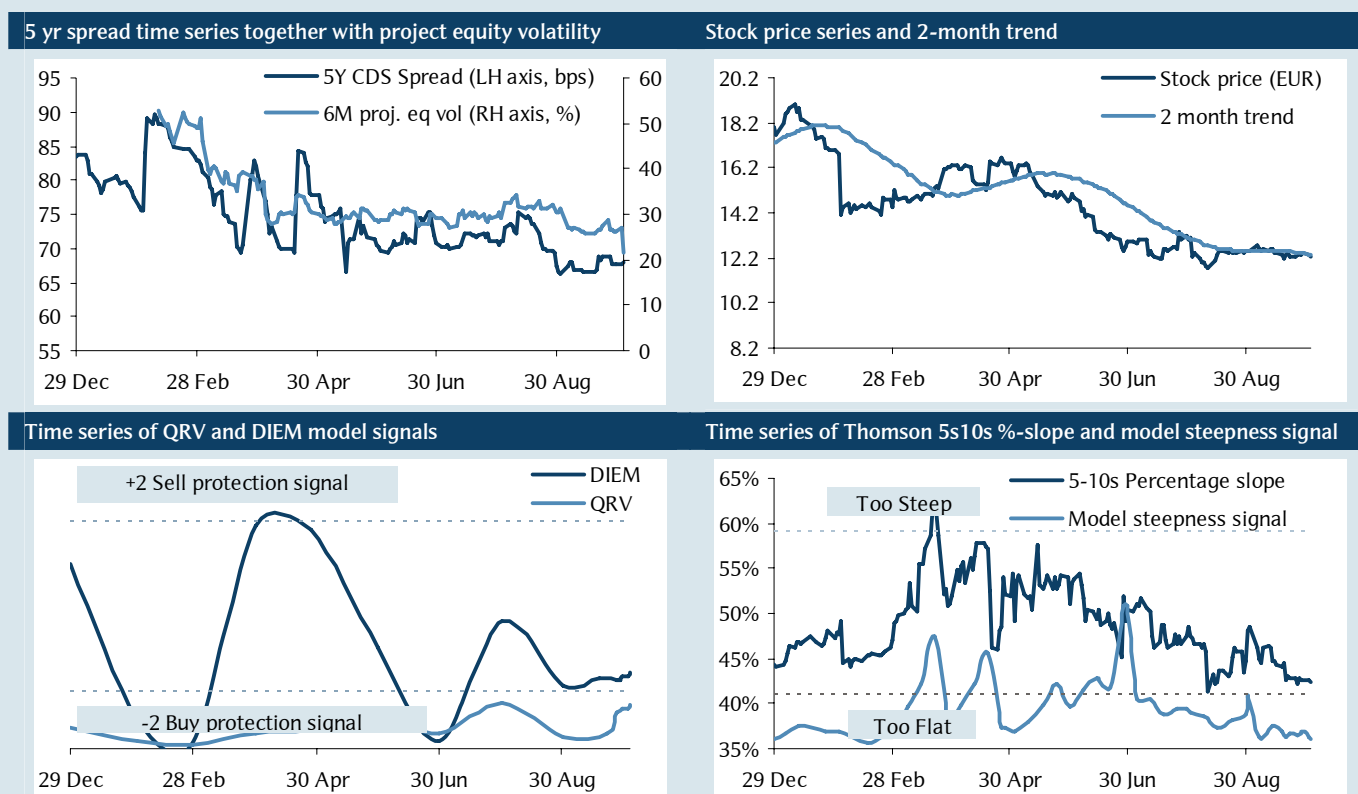 5 yr spread time series together with project equity volatility
5Y CDS Spread (LH axis, bps)
6M proj. eq vol (RH axis, %)
95
90
85
80
75
70
65
60
55
60
50
40
30
20
10
0
29 Dec 28 Feb 30 Apr 30 Jun 30 Aug
Stock price series and 2-month trend
Stock price (EUR)
2 month trend
20.2
18.2
16.2
14.2
12.2
10.2
8.2
29 Dec 28 Feb 30 Apr 30 Jun 30 Aug
Time series of QRV and DIEM model signals
+2 Sell protection signal
DIEM
QRV
-2 Buy protection signal
29 Dec 28 Feb 30 Apr 30 Jun 30 Aug
Time series of Thomson 5s10s %-slope and model steepness signal
5-10s Percentage slope
Model steepness signal
Too Steep
Too Flat
65%
60%
55%
50%
45%
40%
35%
29 Dec 28 Feb 30 Apr 30 Jun 30 Aug